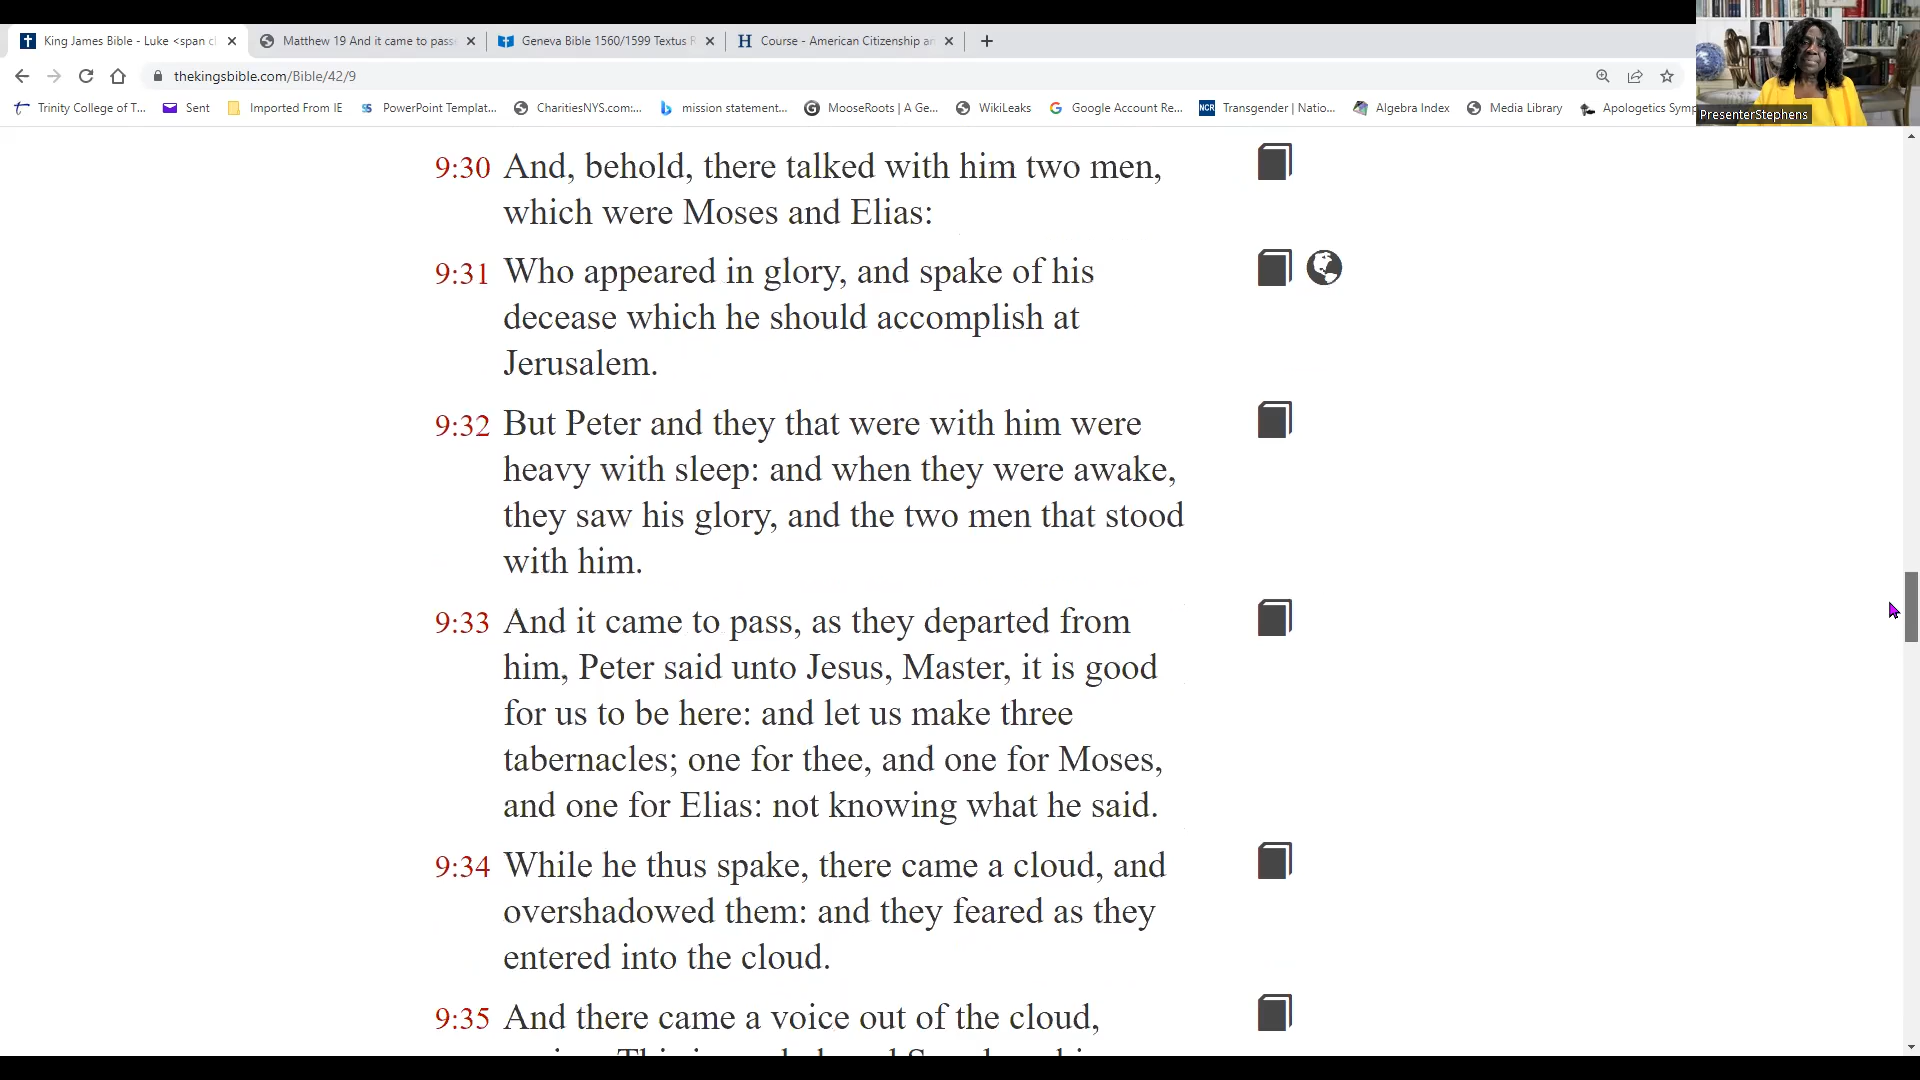 King James Bible - Luke <span cl
Matthew 19 And it came to pass
Geneva Bible 1560/1599 Textus R
H Course - American Citizenship an
thekingsbible.com/Bible/42/9
Trinity College of T... Sent Imported From IE PowerPoint Templat... CharitiesNYS.com:... mission statement... MooseRoots | A Ge... WikiLeaks Google Account Re... NCR Transgender | Natio... Algebra Index Media Library Apologetics Symp
PresenterStephens
9:30 And, behold, there talked with him two men,
which were Moses and Elias:
9:31 Who appeared in glory, and spake of his
decease which he should accomplish at
Jerusalem.
9:32 But Peter and they that were with him were
heavy with sleep: and when they were awake,
they saw his glory, and the two men that stood
with him.
9:33 And it came to pass, as they departed from
him, Peter said unto Jesus, Master, it is good
for us to be here: and let us make three
tabernacles; one for thee, and one for Moses,
and one for Elias: not knowing what he said.
9:34 While he thus spake, there came a cloud, and
overshadowed them: and they feared as they
entered into the cloud.
9:35 And there came a voice out of the cloud,